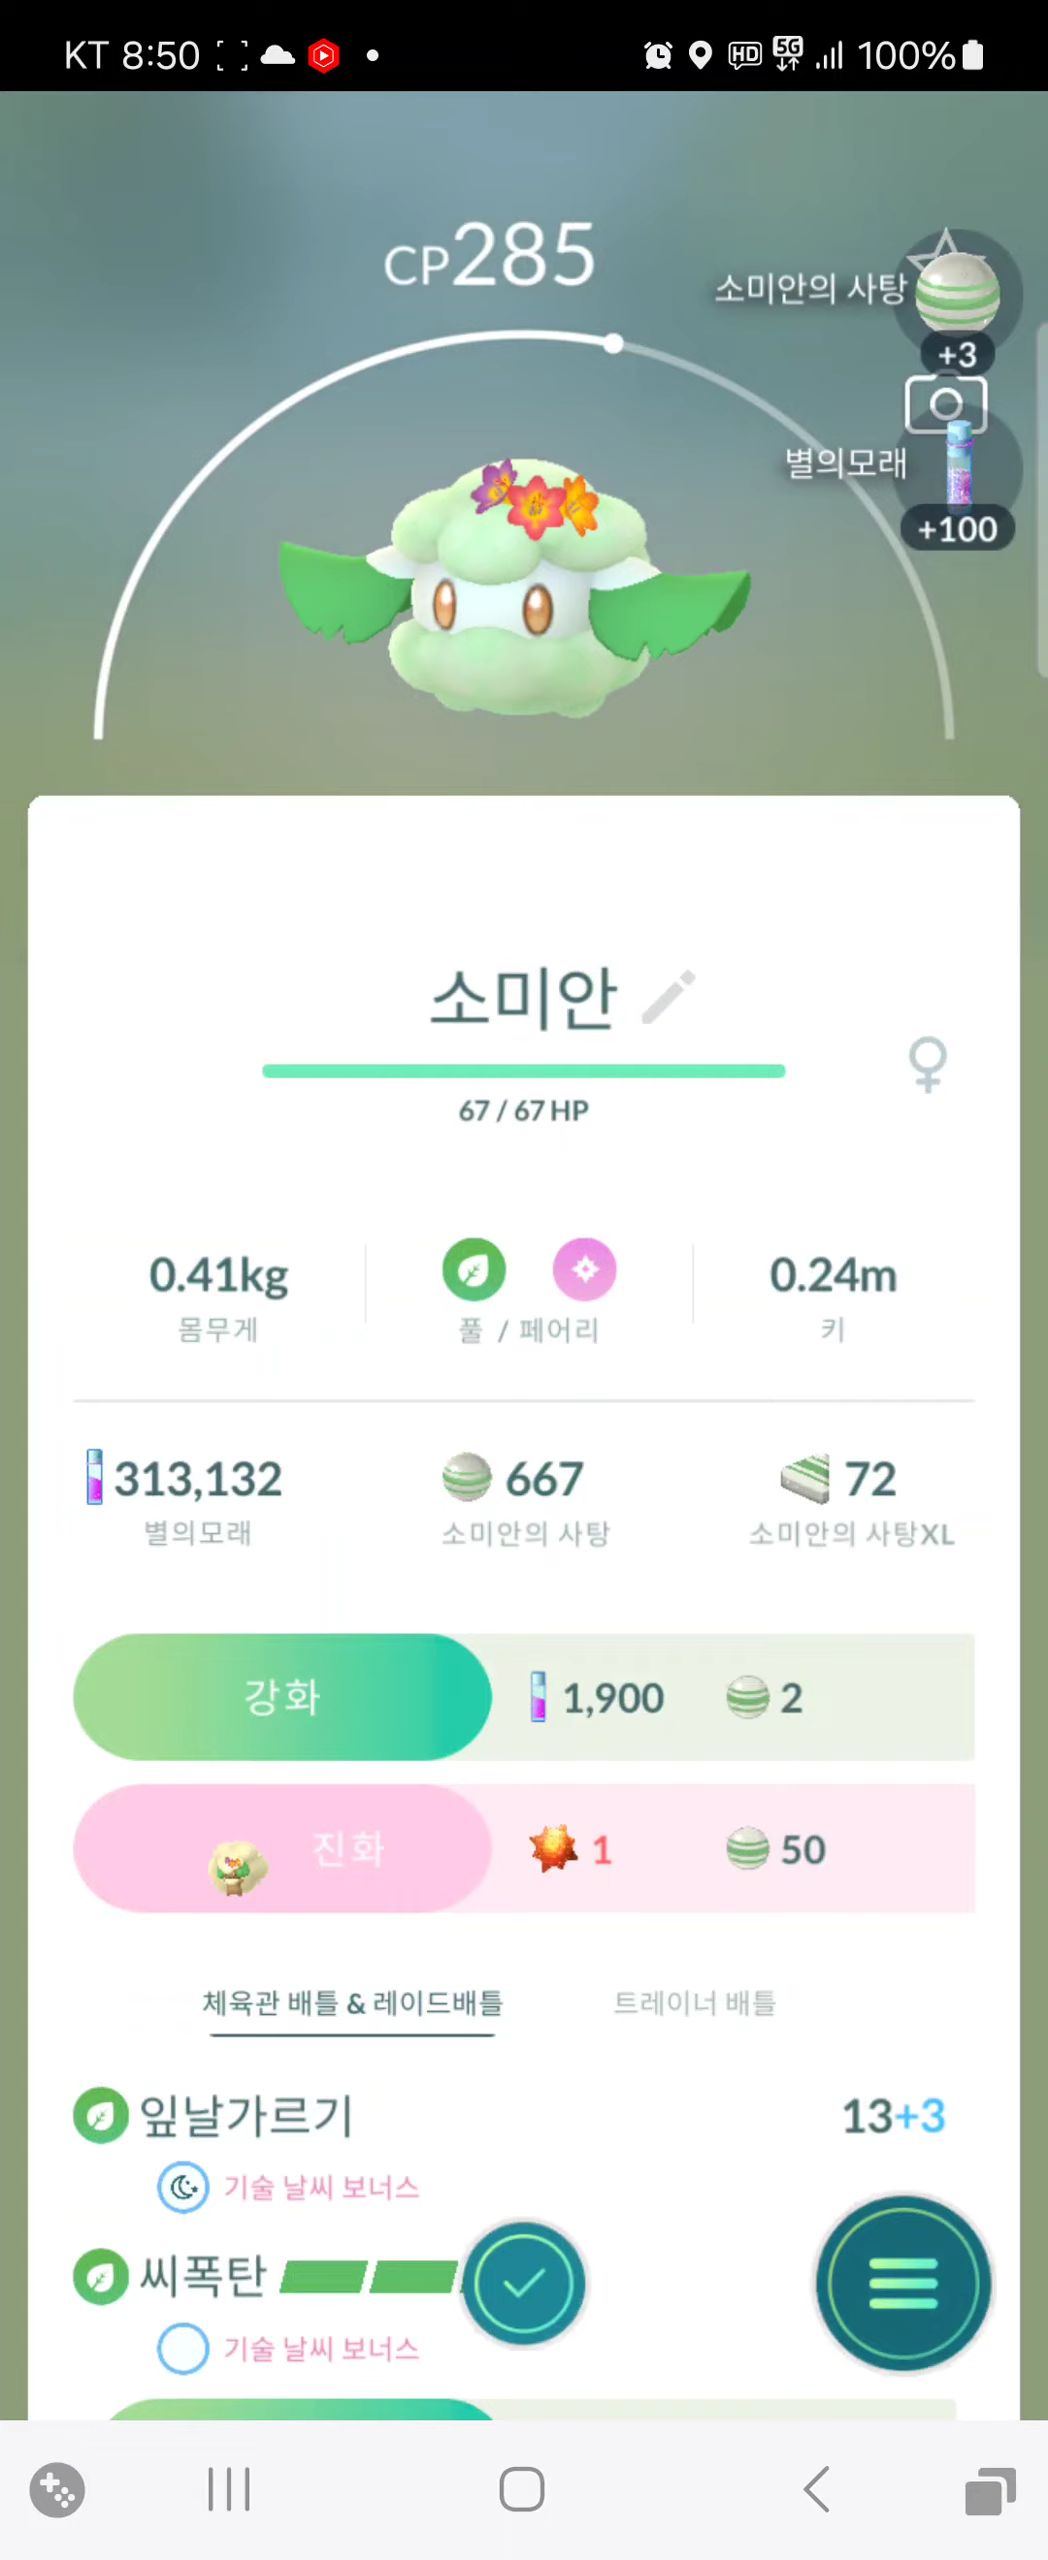 KT 8:50
HD 5G 100%
CP285
소미안의 사탕
+3
별의모래
+100
소미안
67 / 67 HP
0.41kg
몸무게
풀 / 페어리
0.24m
키
313,132
별의모래
667
소미안의 사탕
72
소미안의 사탕XL
강화 1,900 2
진화 1 50
체육관 배틀 & 레이드배틀 트레이너 배틀
잎날가르기 13+3
기술 날씨 보너스
씨폭탄
기술 날씨 보너스